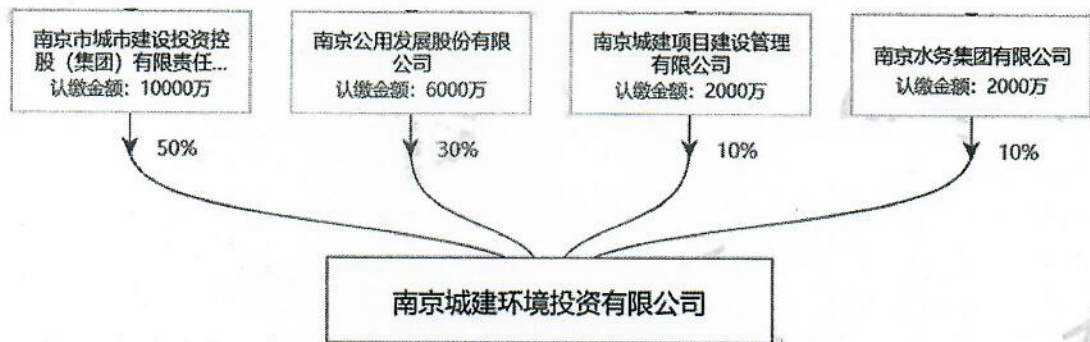 南京市城市建设投资控
股（集团）有限责任...
认缴金额：10000万
南京公用发展股份有限
公司
认缴金额：6000万
南京城建项目建设管理
有限公司
认缴金额：2000万
南京水务集团有限公司
认缴金额：2000万
50%
30%
10%
10%
南京城建环境投资有限公司